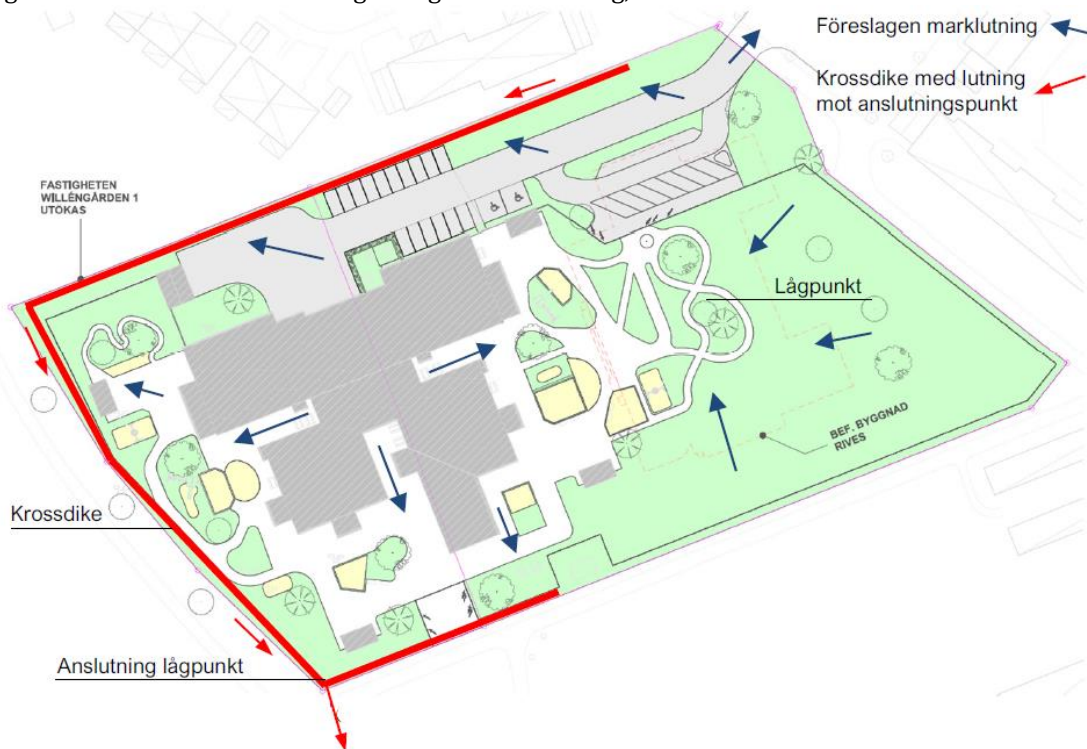 Föreslagen marklutning
Krossdike med lutning
mot anslutningspunkt
FASTIGHETEN
WILLÉNGÅRDEN 1
UTÖKAS
Lågpunkt
BEF. BYGGNAD
RIVES
Krossdike
Anslutning lågpunkt